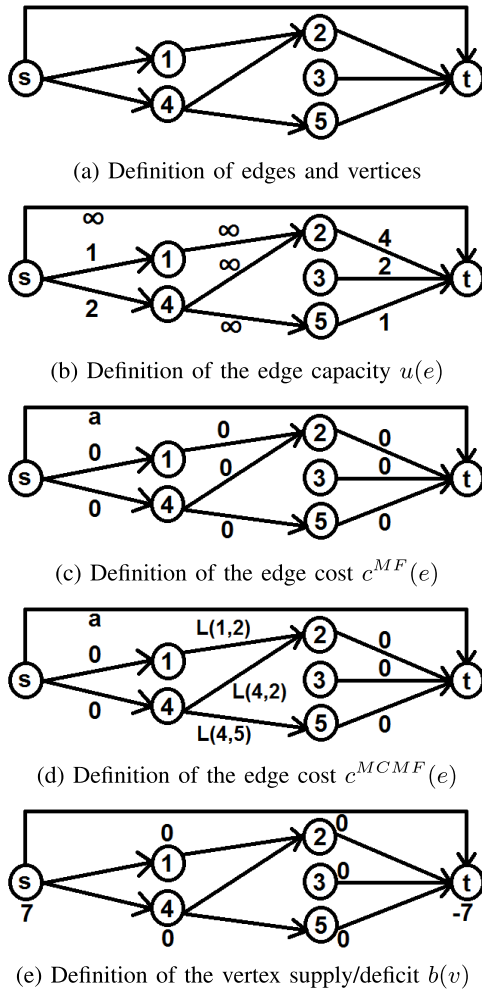 s 1 2 3 4 5 t
(a) Definition of edges and vertices
∞
1 ∞ 4
s 1 2 t
∞ 2
2 4 3
∞ 5 1
(b) Definition of the edge capacity u(e)
a
0 0 0
s 1 2 t
0 0
0 4 3
0 5 0
(c) Definition of the edge cost c^{MF}(e)
a
0 L(1,2) 0
s 1 2 t
L(4,2) 0
0 4 3
L(4,5) 5 0
(d) Definition of the edge cost c^{MCMF}(e)
0 0
s 1 2 t
7 4 3 0 -7
0 5 0
(e) Definition of the vertex supply/deficit b(v)